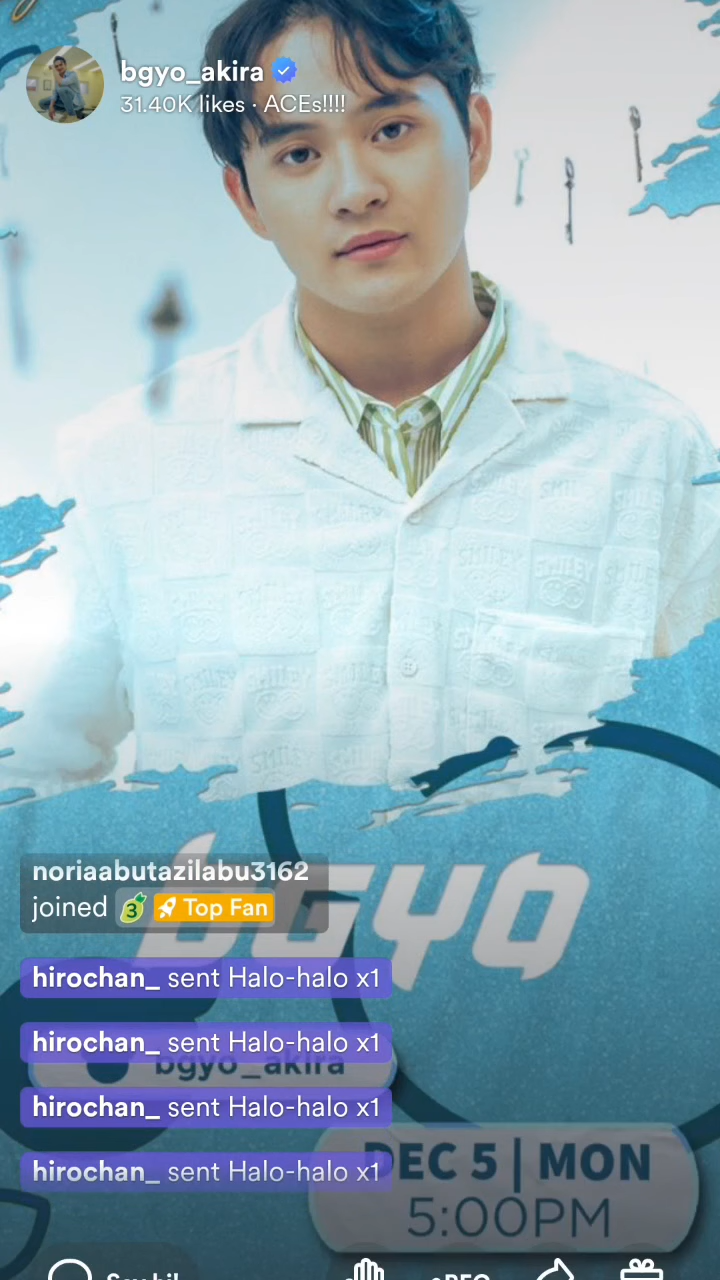 bgyo_akira
31.40K likes · ACEs!!!!
noriaabutazilabu3162
joined 3 Top Fan
BGYO
hirochan_ sent Halo-halo x1
hirochan_ sent Halo-halo x1
bgyo_akira
hirochan_ sent Halo-halo x1
hirochan_ sent Halo-halo x1
DEC 5 | MON
5:00PM
SMILEY